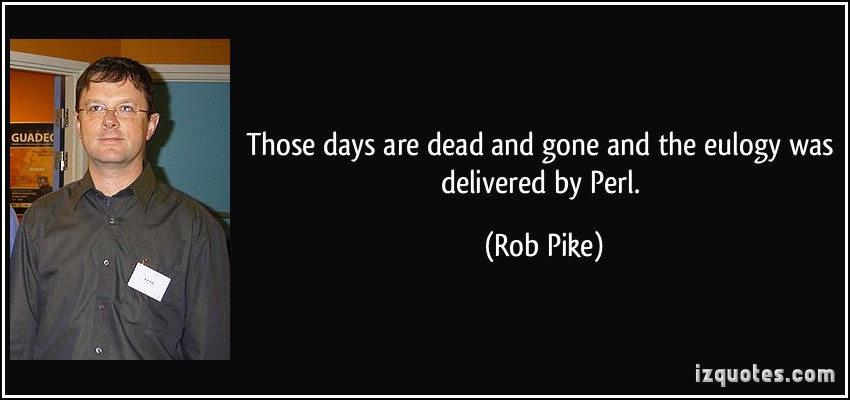 GUADEC
Those days are dead and gone and the eulogy was
delivered by Perl.
(Rob Pike)
izquotes.com